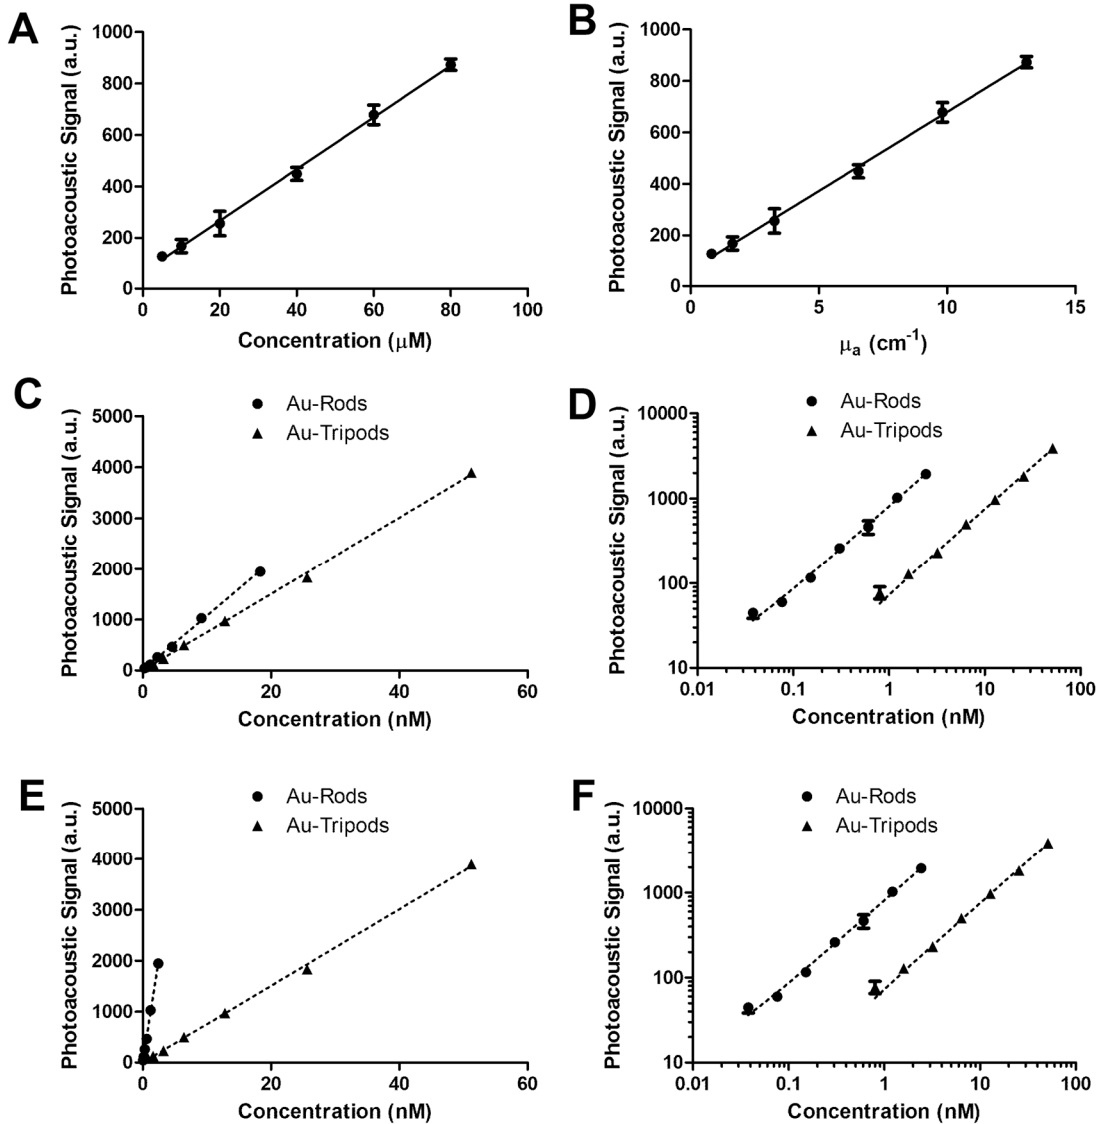 A
Photoacoustic Signal (a.u.)
1000
800
600
400
200
0
0 20 40 60 80 100
Concentration (μM)
B
Photoacoustic Signal (a.u.)
1000
800
600
400
200
0
0 5 10 15
μa (cm-1)
C
Au-Rods
Au-Tripods
Photoacoustic Signal (a.u.)
5000
4000
3000
2000
1000
0
0 20 40 60
Concentration (nM)
D
Au-Rods
Au-Tripods
Photoacoustic Signal (a.u.)
10000
1000
100
10
0.01 0.1 1 10 100
Concentration (nM)
E
Au-Rods
Au-Tripods
Photoacoustic Signal (a.u.)
5000
4000
3000
2000
1000
0
0 20 40 60
Concentration (nM)
F
Au-Rods
Au-Tripods
Photoacoustic Signal (a.u.)
10000
1000
100
10
0.01 0.1 1 10 100
Concentration (nM)